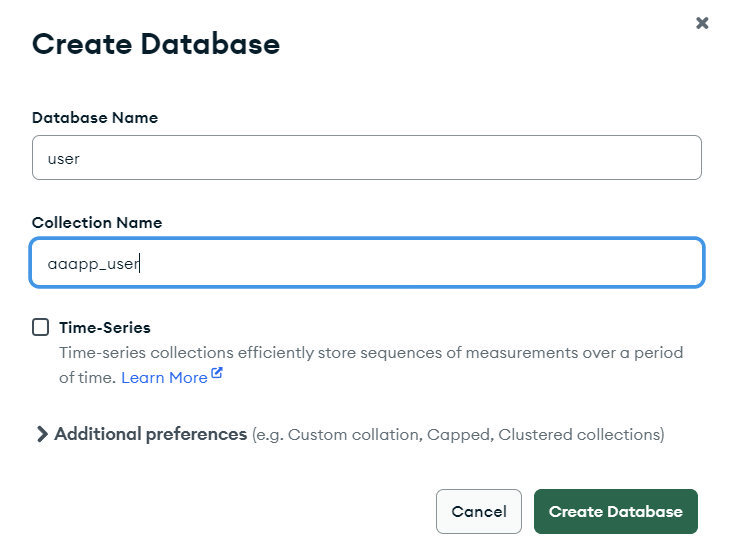 Create Database
Database Name
user
Collection Name
aaapp_user
Time-Series
Time-series collections efficiently store sequences of measurements over a period
of time. Learn More
Additional preferences (e.g. Custom collation, Capped, Clustered collections)
Cancel
Create Database